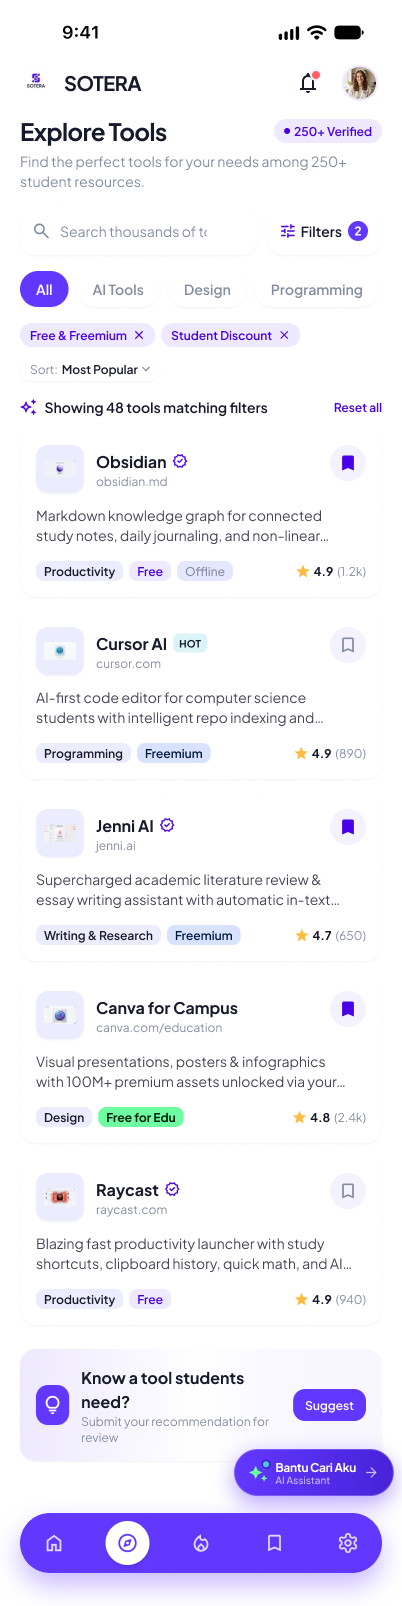 9:41
SOTERA
SOTERA
Explore Tools
250+ Verified
Find the perfect tools for your needs among 250+
student resources.
Search thousands of to
Filters 2
All AI Tools Design Programming
Free & Freemium Student Discount
Sort: Most Popular
Showing 48 tools matching filters Reset all
Obsidian
obsidian.md
Markdown knowledge graph for connected
study notes, daily journaling, and non-linear...
Productivity Free Offline 4.9 (1.2k)
Cursor AI HOT
cursor.com
AI-first code editor for computer science
students with intelligent repo indexing and...
Programming Freemium 4.9 (890)
Jenni AI
jenni.ai
Supercharged academic literature review &
essay writing assistant with automatic in-text...
Writing & Research Freemium 4.7 (650)
Canva for Campus
canva.com/education
Visual presentations, posters & infographics
with 100M+ premium assets unlocked via your...
Design Free for Edu 4.8 (2.4k)
Raycast
raycast.com
Blazing fast productivity launcher with study
shortcuts, clipboard history, quick math, and AI...
Productivity Free 4.9 (940)
Know a tool students
need?
Submit your recommendation for
review
Suggest
Bantu Cari Aku
AI Assistant